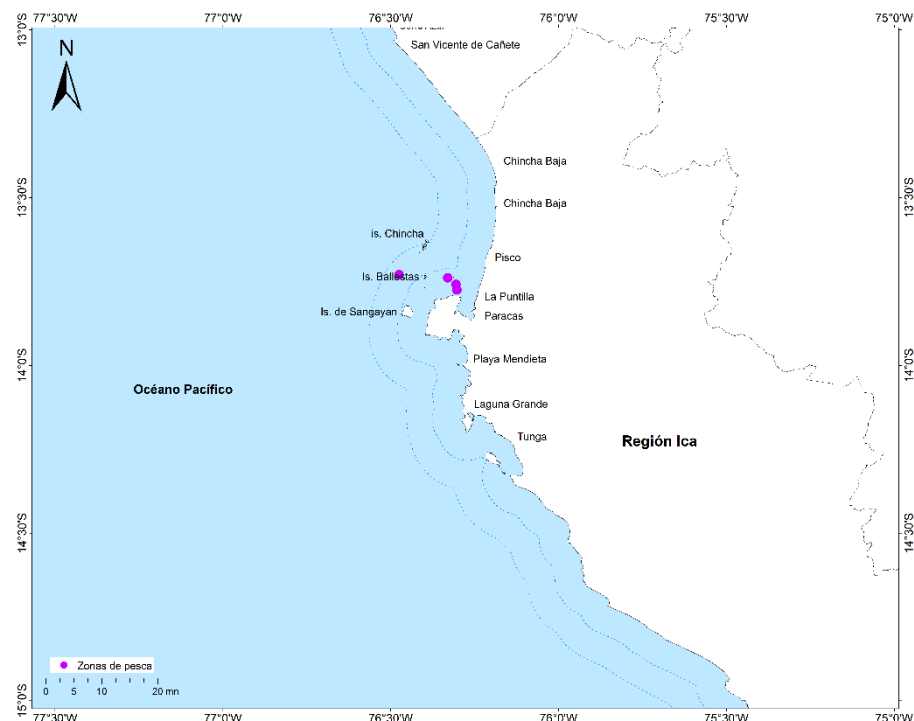 77°30'W 77°0'W 76°30'W 76°0'W 75°30'W 75°0'W
13°0'S
13°0'S
N
San Vicente de Cañete
Chincha Baja
13°30'S
13°30'S
Chincha Baja
is. Chincha
Pisco
Is. Ballestas
La Puntilla
Is. de Sangayan
Paracas
14°0'S
14°0'S
Playa Mendieta
Océano Pacífico
Laguna Grande
Tunga
Región Ica
14°30'S
14°30'S
Zonas de pesca
0 5 10 20 mn
15°0'S
15°0'S
77°30'W 77°0'W 76°30'W 76°0'W 75°30'W 75°0'W